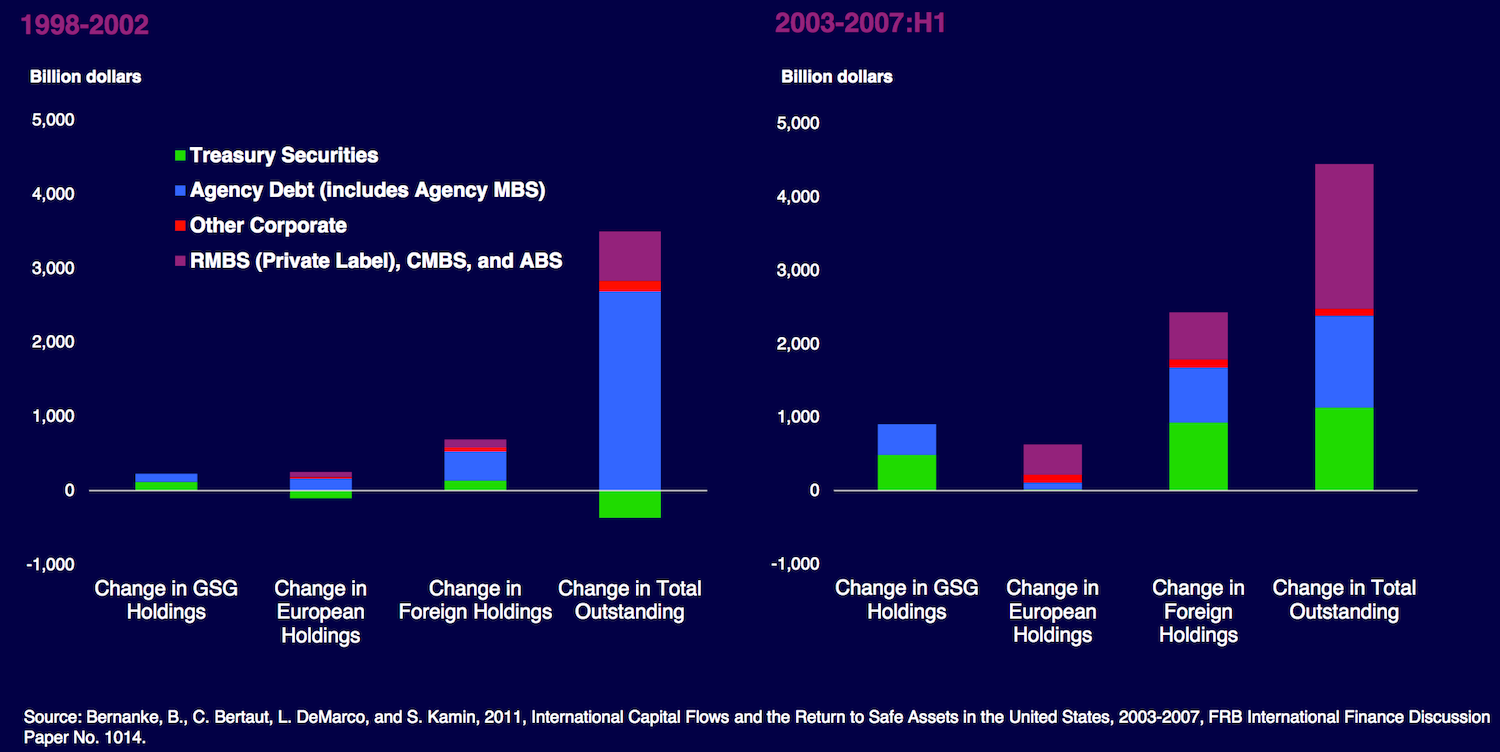 1998-2002
Billion dollars
5,000
4,000
3,000
2,000
1,000
0
-1,000
Treasury Securities
Agency Debt (includes Agency MBS)
Other Corporate
RMBS (Private Label), CMBS, and ABS
Change in GSG
Holdings
Change in
European
Holdings
Change in
Foreign Holdings
Change in Total
Outstanding
2003-2007:H1
Billion dollars
5,000
4,000
3,000
2,000
1,000
0
-1,000
Change in GSG
Holdings
Change in
European
Holdings
Change in
Foreign
Holdings
Change in Total
Outstanding
Source: Bernanke, B., C. Bertaut, L. DeMarco, and S. Kamin, 2011, International Capital Flows and the Return to Safe Assets in the United States, 2003-2007, FRB International Finance Discussion
Paper No. 1014.